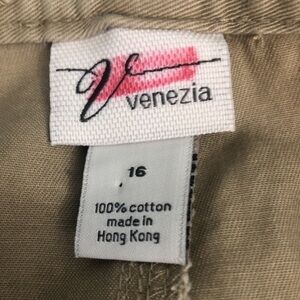 V
venezia
16
100% cotton
made in
Hong Kong